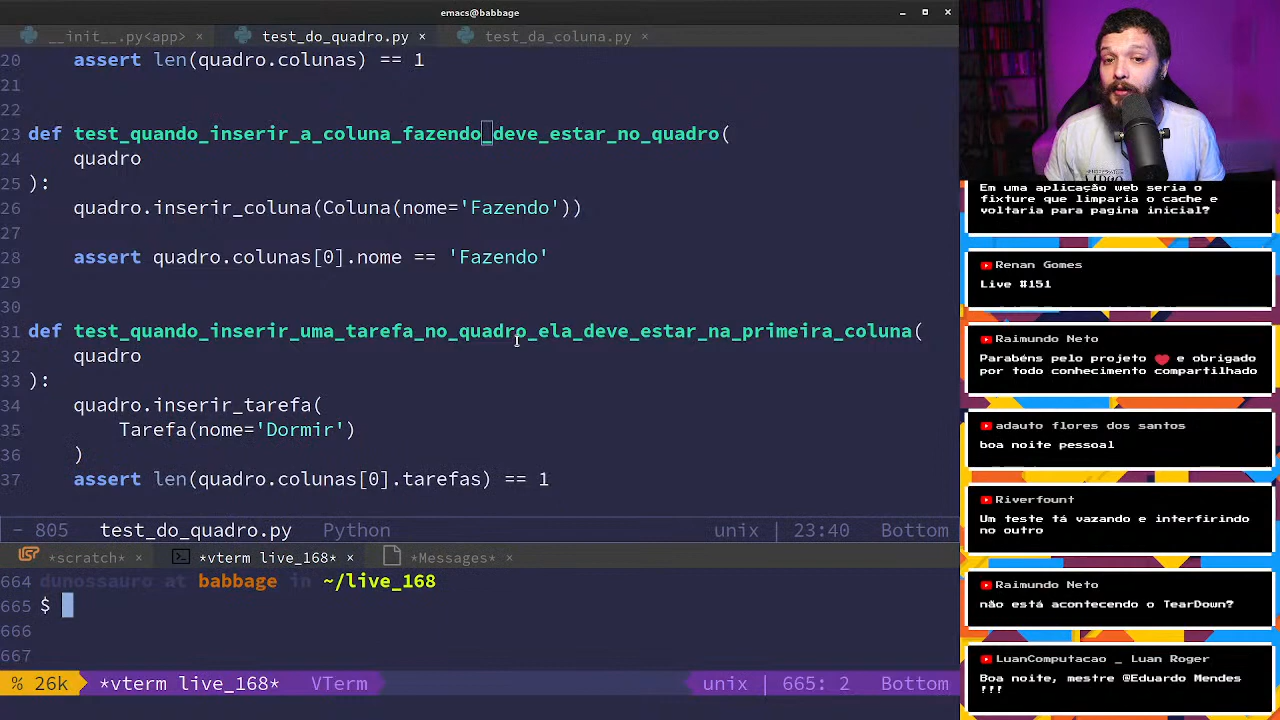 emacs@babbage
__init__.py<app> ×
test_do_quadro.py ×
test_da_coluna.py ×
20 assert len(quadro.colunas) == 1
21
22
23 def test_quando_inserir_a_coluna_fazendo_deve_estar_no_quadro(
24 quadro
25 ):
26 quadro.inserir_coluna(Coluna(nome='Fazendo'))
27
28 assert quadro.colunas[0].nome == 'Fazendo'
29
30
31 def test_quando_inserir_uma_tarefa_no_quadro_ela_deve_estar_na_primeira_coluna(
32 quadro
33 ):
34 quadro.inserir_tarefa(
35 Tarefa(nome='Dormir')
36 )
37 assert len(quadro.colunas[0].tarefas) == 1
- 805 test_do_quadro.py Python unix | 23:40 Bottom
*scratch* ×
*vterm live_168* ×
*Messages* ×
664 dunossauro at babbage in ~/live_168
665 $
666
667
% 26k *vterm live_168* VTerm unix | 665: 2 Bottom
Em uma aplicação web seria o
fixture que limparia o cache e
voltaria para pagina inicial?
Renan Gomes
Live #151
Raimundo Neto
Parabéns pelo projeto ❤ e obrigado
por todo conhecimento compartilhado
adauto flores dos santos
boa noite pessoal
Riverfount
Um teste tá vazando e interfirindo
no outro
Raimundo Neto
não está acontecendo o TearDown?
LuanComputacao _ Luan Roger
Boa noite, mestre @Eduardo Mendes
!!!